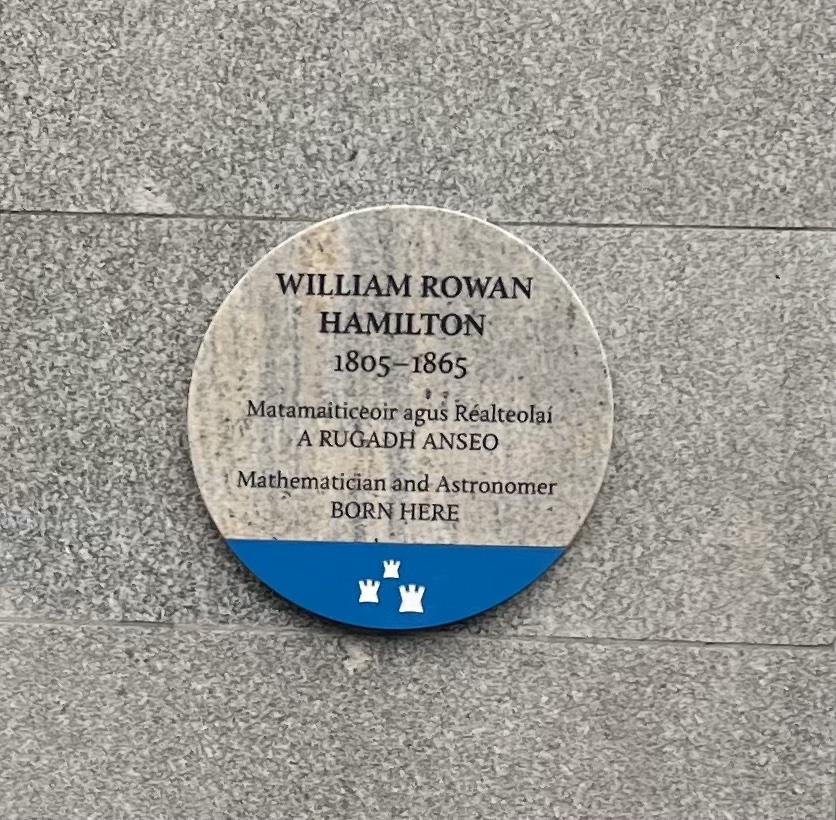 WILLIAM ROWAN
HAMILTON
1805–1865
Matamaiticeoir agus Réalteolaí
A RUGADH ANSEO
Mathematician and Astronomer
BORN HERE